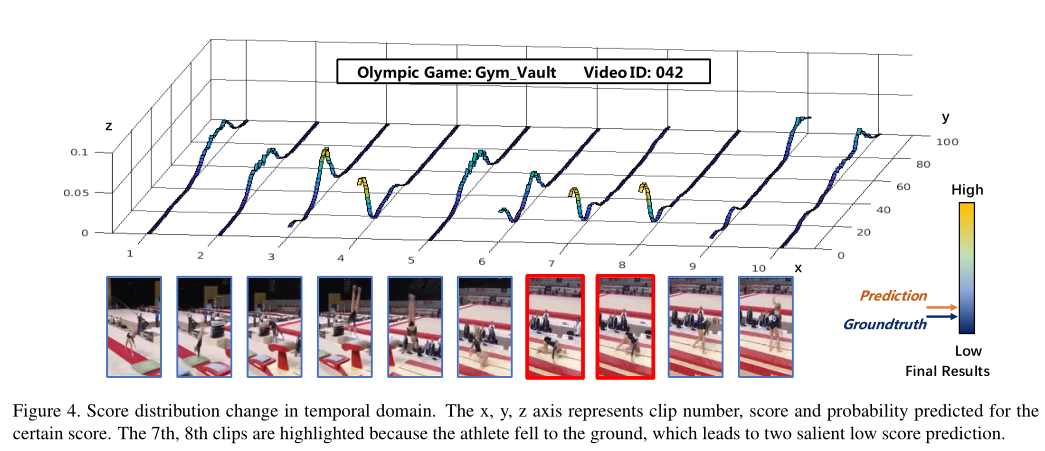 Olympic Game: Gym_Vault Video ID: 042
z
y
0.1
0.05
0
100
80
60
40
20
0
1
2
3
4
5
6
7
8
9
10
x
High
Prediction
Groundtruth
Low
Final Results
Figure 4. Score distribution change in temporal domain. The x, y, z axis represents clip number, score and probability predicted for the
certain score. The 7th, 8th clips are highlighted because the athlete fell to the ground, which leads to two salient low score prediction.